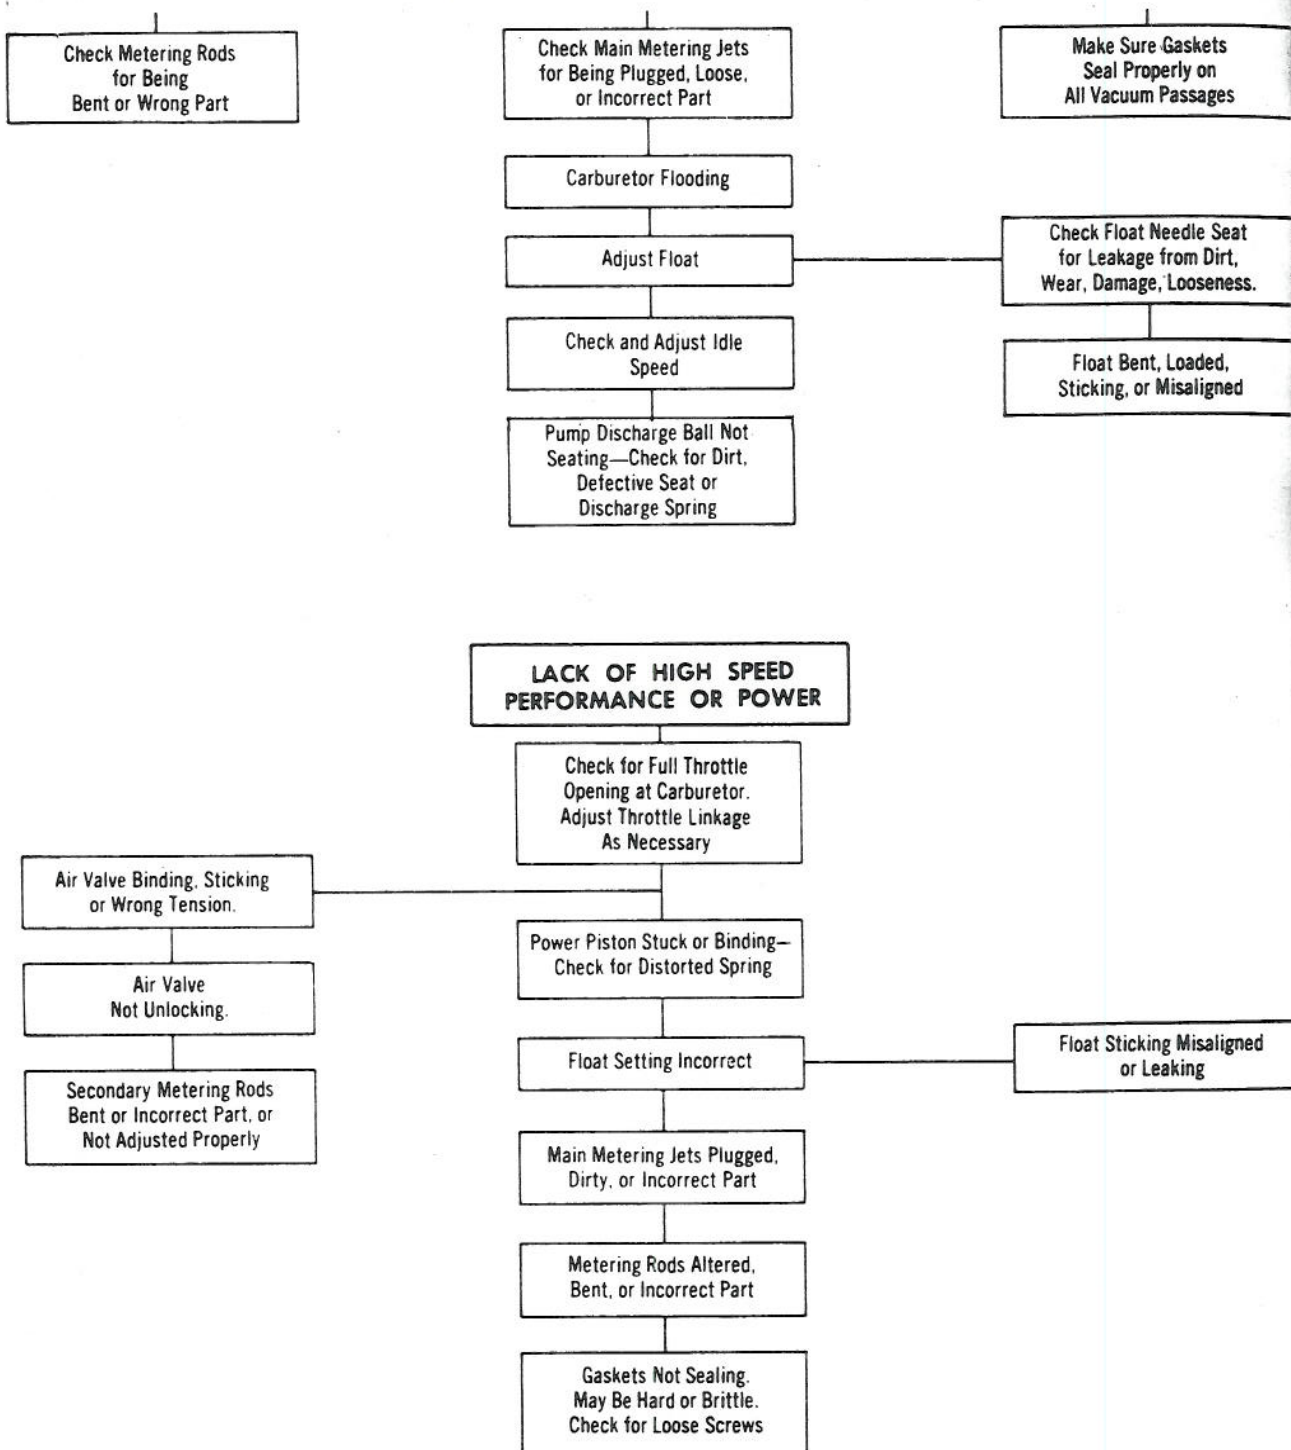 Check Metering Rods
for Being
Bent or Wrong Part
Check Main Metering Jets
for Being Plugged, Loose,
or Incorrect Part
Make Sure Gaskets
Seal Properly on
All Vacuum Passages
Carburetor Flooding
Adjust Float
Check Float Needle Seat
for Leakage from Dirt,
Wear, Damage, Looseness.
Check and Adjust Idle
Speed
Float Bent, Loaded,
Sticking, or Misaligned
Pump Discharge Ball Not
Seating—Check for Dirt,
Defective Seat or
Discharge Spring
LACK OF HIGH SPEED
PERFORMANCE OR POWER
Check for Full Throttle
Opening at Carburetor.
Adjust Throttle Linkage
As Necessary
Air Valve Binding, Sticking
or Wrong Tension.
Power Piston Stuck or Binding—
Check for Distorted Spring
Air Valve
Not Unlocking.
Float Setting Incorrect
Float Sticking Misaligned
or Leaking
Secondary Metering Rods
Bent or Incorrect Part, or
Not Adjusted Properly
Main Metering Jets Plugged,
Dirty, or Incorrect Part
Metering Rods Altered,
Bent, or Incorrect Part
Gaskets Not Sealing.
May Be Hard or Brittle.
Check for Loose Screws